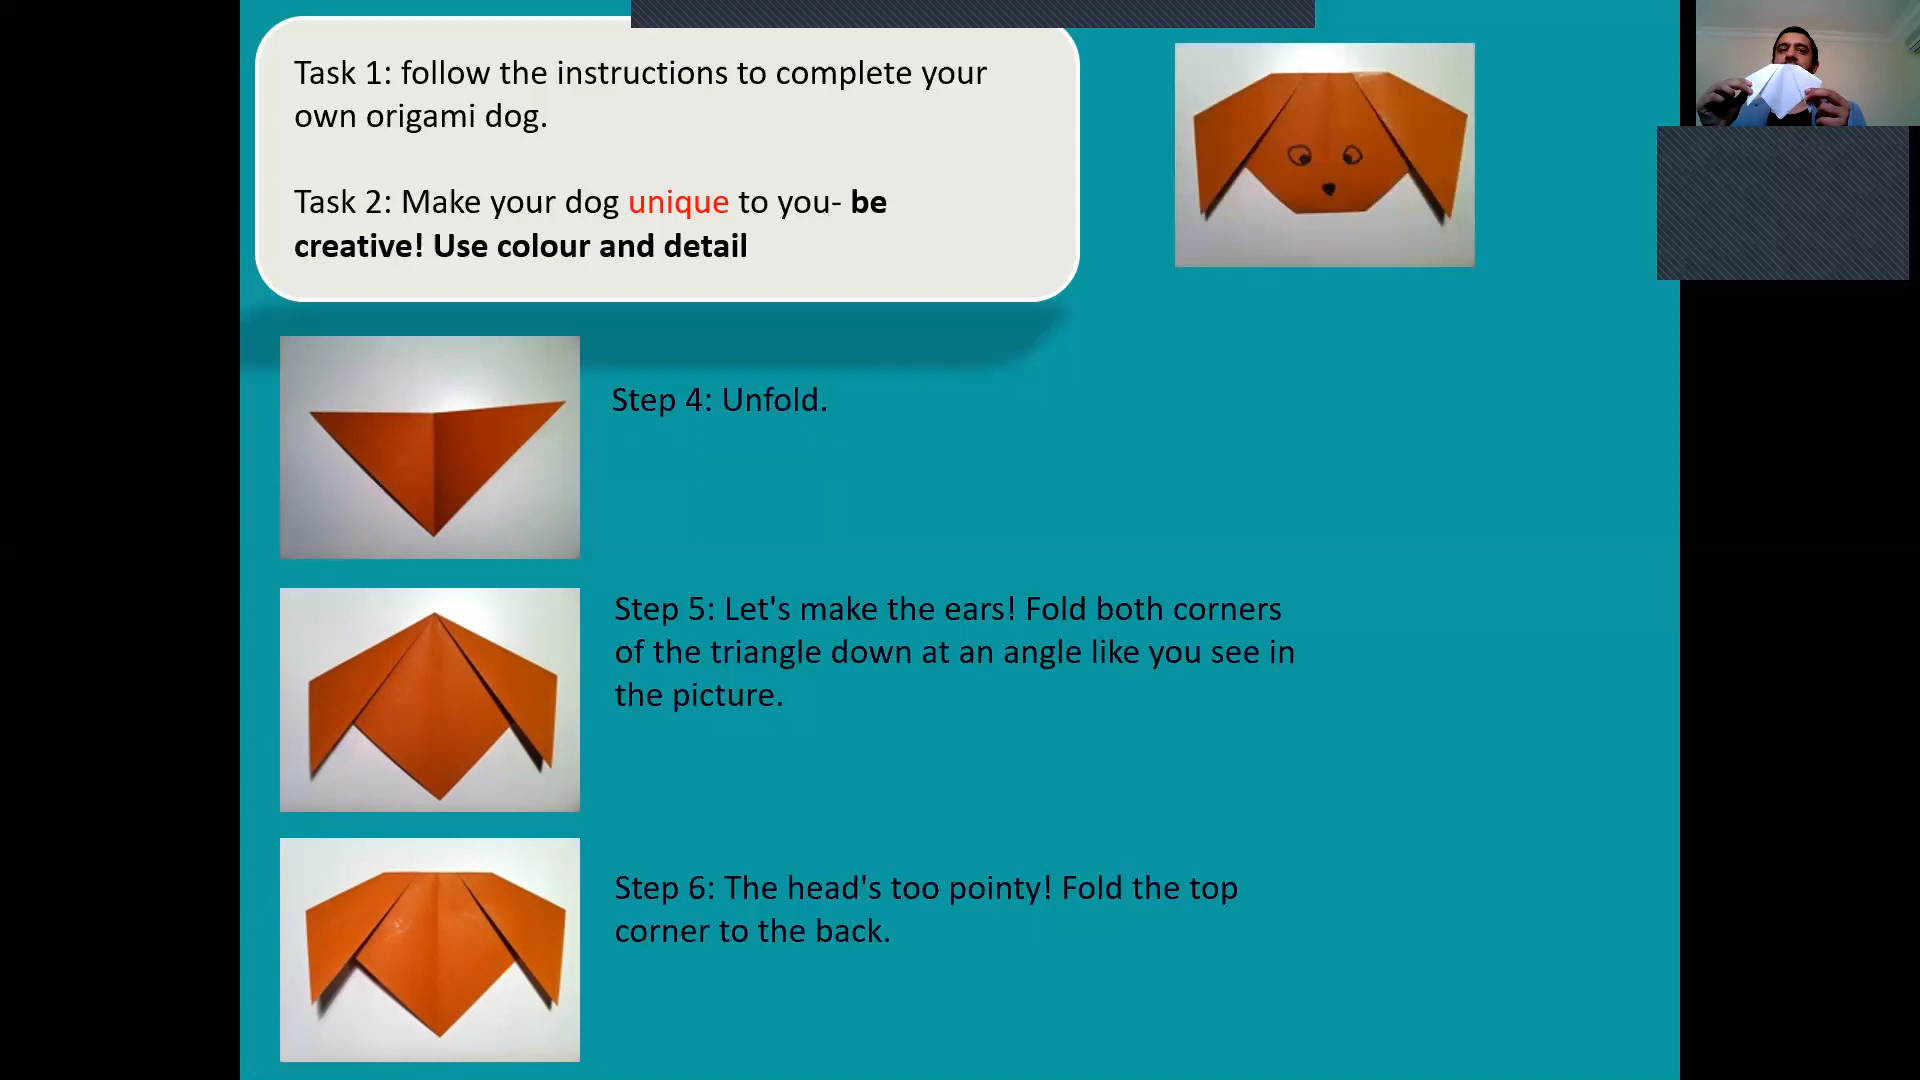 Task 1: follow the instructions to complete your
own origami dog.
Task 2: Make your dog unique to you- be
creative! Use colour and detail
Step 4: Unfold.
Step 5: Let's make the ears! Fold both corners
of the triangle down at an angle like you see in
the picture.
Step 6: The head's too pointy! Fold the top
corner to the back.